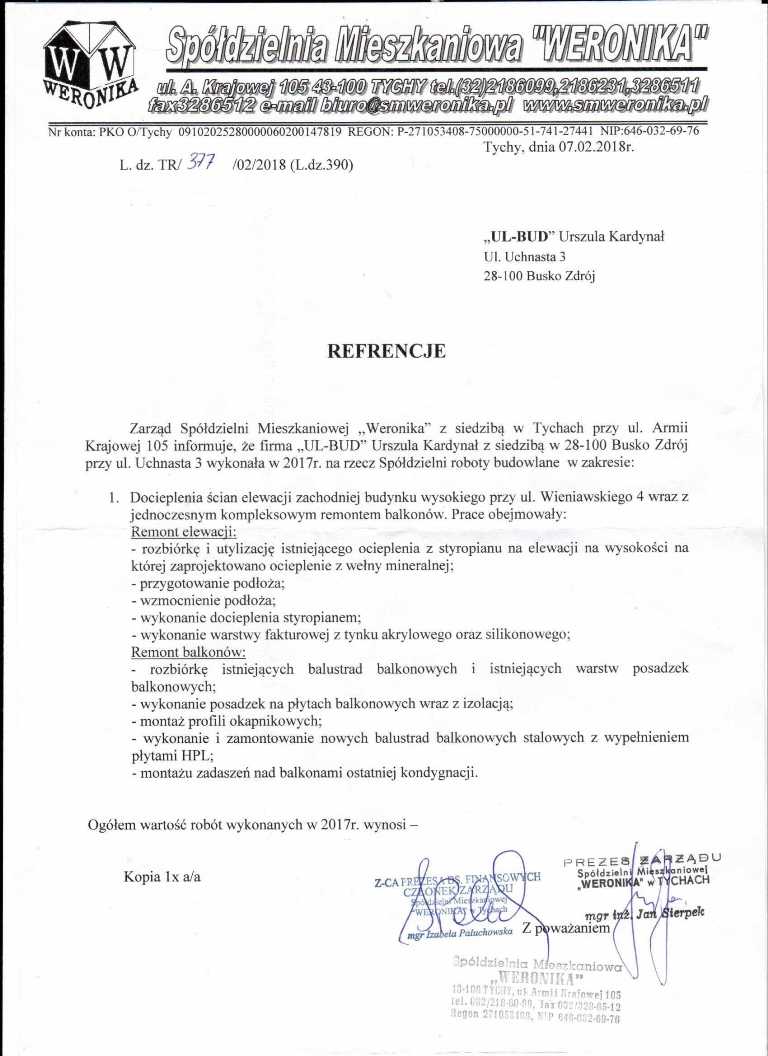 W W
WERONIKA
Spółdzielnia Mieszkaniowa "WERONIKA"
ul. A. Krajowej 105 43-100 TYCHY tel.(32)2186099,2186231,3286511
fax3286512 e-mail biuro@smweronika.pl www.smweronika.pl
Nr konta: PKO O/Tychy 09102025280000060200147819 REGON: P-271053408-75000000-51-741-27441 NIP:646-032-69-76
Tychy, dnia 07.02.2018r.
L. dz. TR/ 377 /02/2018 (L.dz.390)
„UL-BUD” Urszula Kardynał
Ul. Uchnasta 3
28-100 Busko Zdrój
REFRENCJE
Zarząd Spółdzielni Mieszkaniowej „Weronika” z siedzibą w Tychach przy ul. Armii
Krajowej 105 informuje, że firma „UL-BUD” Urszula Kardynał z siedzibą w 28-100 Busko Zdrój
przy ul. Uchnasta 3 wykonała w 2017r. na rzecz Spółdzielni roboty budowlane w zakresie:
1. Docieplenia ścian elewacji zachodniej budynku wysokiego przy ul. Wieniawskiego 4 wraz z
jednoczesnym kompleksowym remontem balkonów. Prace obejmowały:
Remont elewacji:
- rozbiórkę i utylizację istniejącego ocieplenia z styropianu na elewacji na wysokości na
której zaprojektowano ocieplenie z wełny mineralnej;
- przygotowanie podłoża;
- wzmocnienie podłoża;
- wykonanie docieplenia styropianem;
- wykonanie warstwy fakturowej z tynku akrylowego oraz silikonowego;
Remont balkonów:
- rozbiórkę istniejących balustrad balkonowych i istniejących warstw posadzek
balkonowych;
- wykonanie posadzek na płytach balkonowych wraz z izolacją;
- montaż profili okapnikowych;
- wykonanie i zamontowanie nowych balustrad balkonowych stalowych z wypełnieniem
płytami HPL;
- montażu zadaszeń nad balkonami ostatniej kondygnacji.
Ogółem wartość robót wykonanych w 2017r. wynosi –
Kopia 1x a/a
Z-CA PREZESA DS. FINANSOWYCH
CZŁONEK ZARZĄDU
Spółdzielni Mieszkaniowej
"WERONIKA" w Tychach
mgr Izabela Paluchowska
PREZES ZARZĄDU
Spółdzielni Mieszkaniowej
„WERONIKA" w TYCHACH
mgr inż. Jan Sierpek
Z poważaniem
Spółdzielnia Mieszkaniowa
„WERONIKA"
43-100 TYCHY, ul. Armii Krajowej 105
tel. 032/218-60-99, fax 032/328-65-12
Regon 271053408, NIP 646-032-69-76